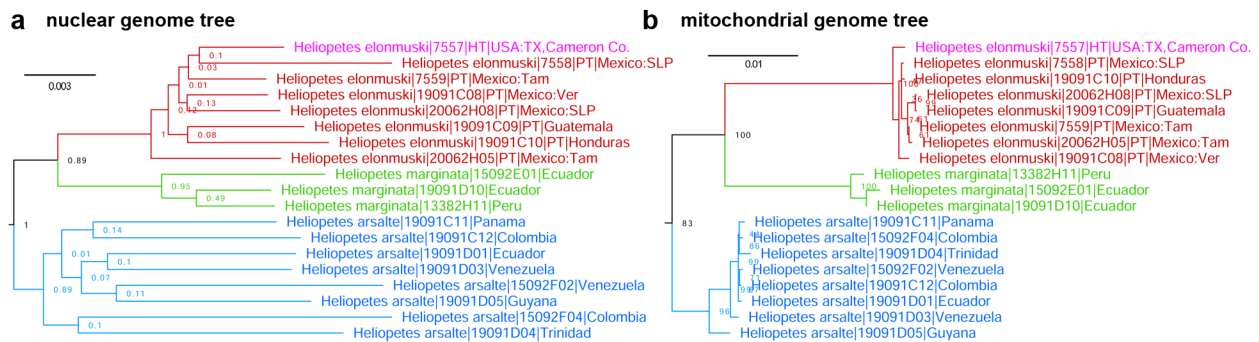 a nuclear genome tree
Heliopetes elonmuski|7557|HT|USA:TX,Cameron Co.
0.1
Heliopetes elonmuski|7558|PT|Mexico:SLP
0.03
Heliopetes elonmuski|7559|PT|Mexico:Tam
0.003
0.01
Heliopetes elonmuski|19091C08|PT|Mexico:Ver
0.13
0.12
Heliopetes elonmuski|20062H08|PT|Mexico:SLP
Heliopetes elonmuski|19091C09|PT|Guatemala
1
0.08
Heliopetes elonmuski|19091C10|PT|Honduras
Heliopetes elonmuski|20062H05|PT|Mexico:Tam
0.89
Heliopetes marginata|15092E01|Ecuador
0.95
Heliopetes marginata|19091D10|Ecuador
0.49
Heliopetes marginata|13382H11|Peru
Heliopetes arsalte|19091C11|Panama
1
0.14
Heliopetes arsalte|19091C12|Colombia
Heliopetes arsalte|19091D01|Ecuador
0.01
0.1
Heliopetes arsalte|19091D03|Venezuela
0.07
Heliopetes arsalte|15092F02|Venezuela
0.89
0.11
Heliopetes arsalte|19091D05|Guyana
Heliopetes arsalte|15092F04|Colombia
0.1
Heliopetes arsalte|19091D04|Trinidad
b mitochondrial genome tree
Heliopetes elonmuski|7557|HT|USA:TX,Cameron Co.
0.01
Heliopetes elonmuski|7558|PT|Mexico:SLP
Heliopetes elonmuski|19091C10|PT|Honduras
100
Heliopetes elonmuski|20062H08|PT|Mexico:SLP
Heliopetes elonmuski|19091C09|PT|Guatemala
Heliopetes elonmuski|7559|PT|Mexico:Tam
100
Heliopetes elonmuski|20062H05|PT|Mexico:Tam
Heliopetes elonmuski|19091C08|PT|Mexico:Ver
Heliopetes marginata|13382H11|Peru
100
Heliopetes marginata|15092E01|Ecuador
Heliopetes marginata|19091D10|Ecuador
83
Heliopetes arsalte|19091C11|Panama
Heliopetes arsalte|15092F04|Colombia
86
Heliopetes arsalte|19091D04|Trinidad
Heliopetes arsalte|15092F02|Venezuela
Heliopetes arsalte|19091C12|Colombia
Heliopetes arsalte|19091D01|Ecuador
96
Heliopetes arsalte|19091D03|Venezuela
Heliopetes arsalte|19091D05|Guyana